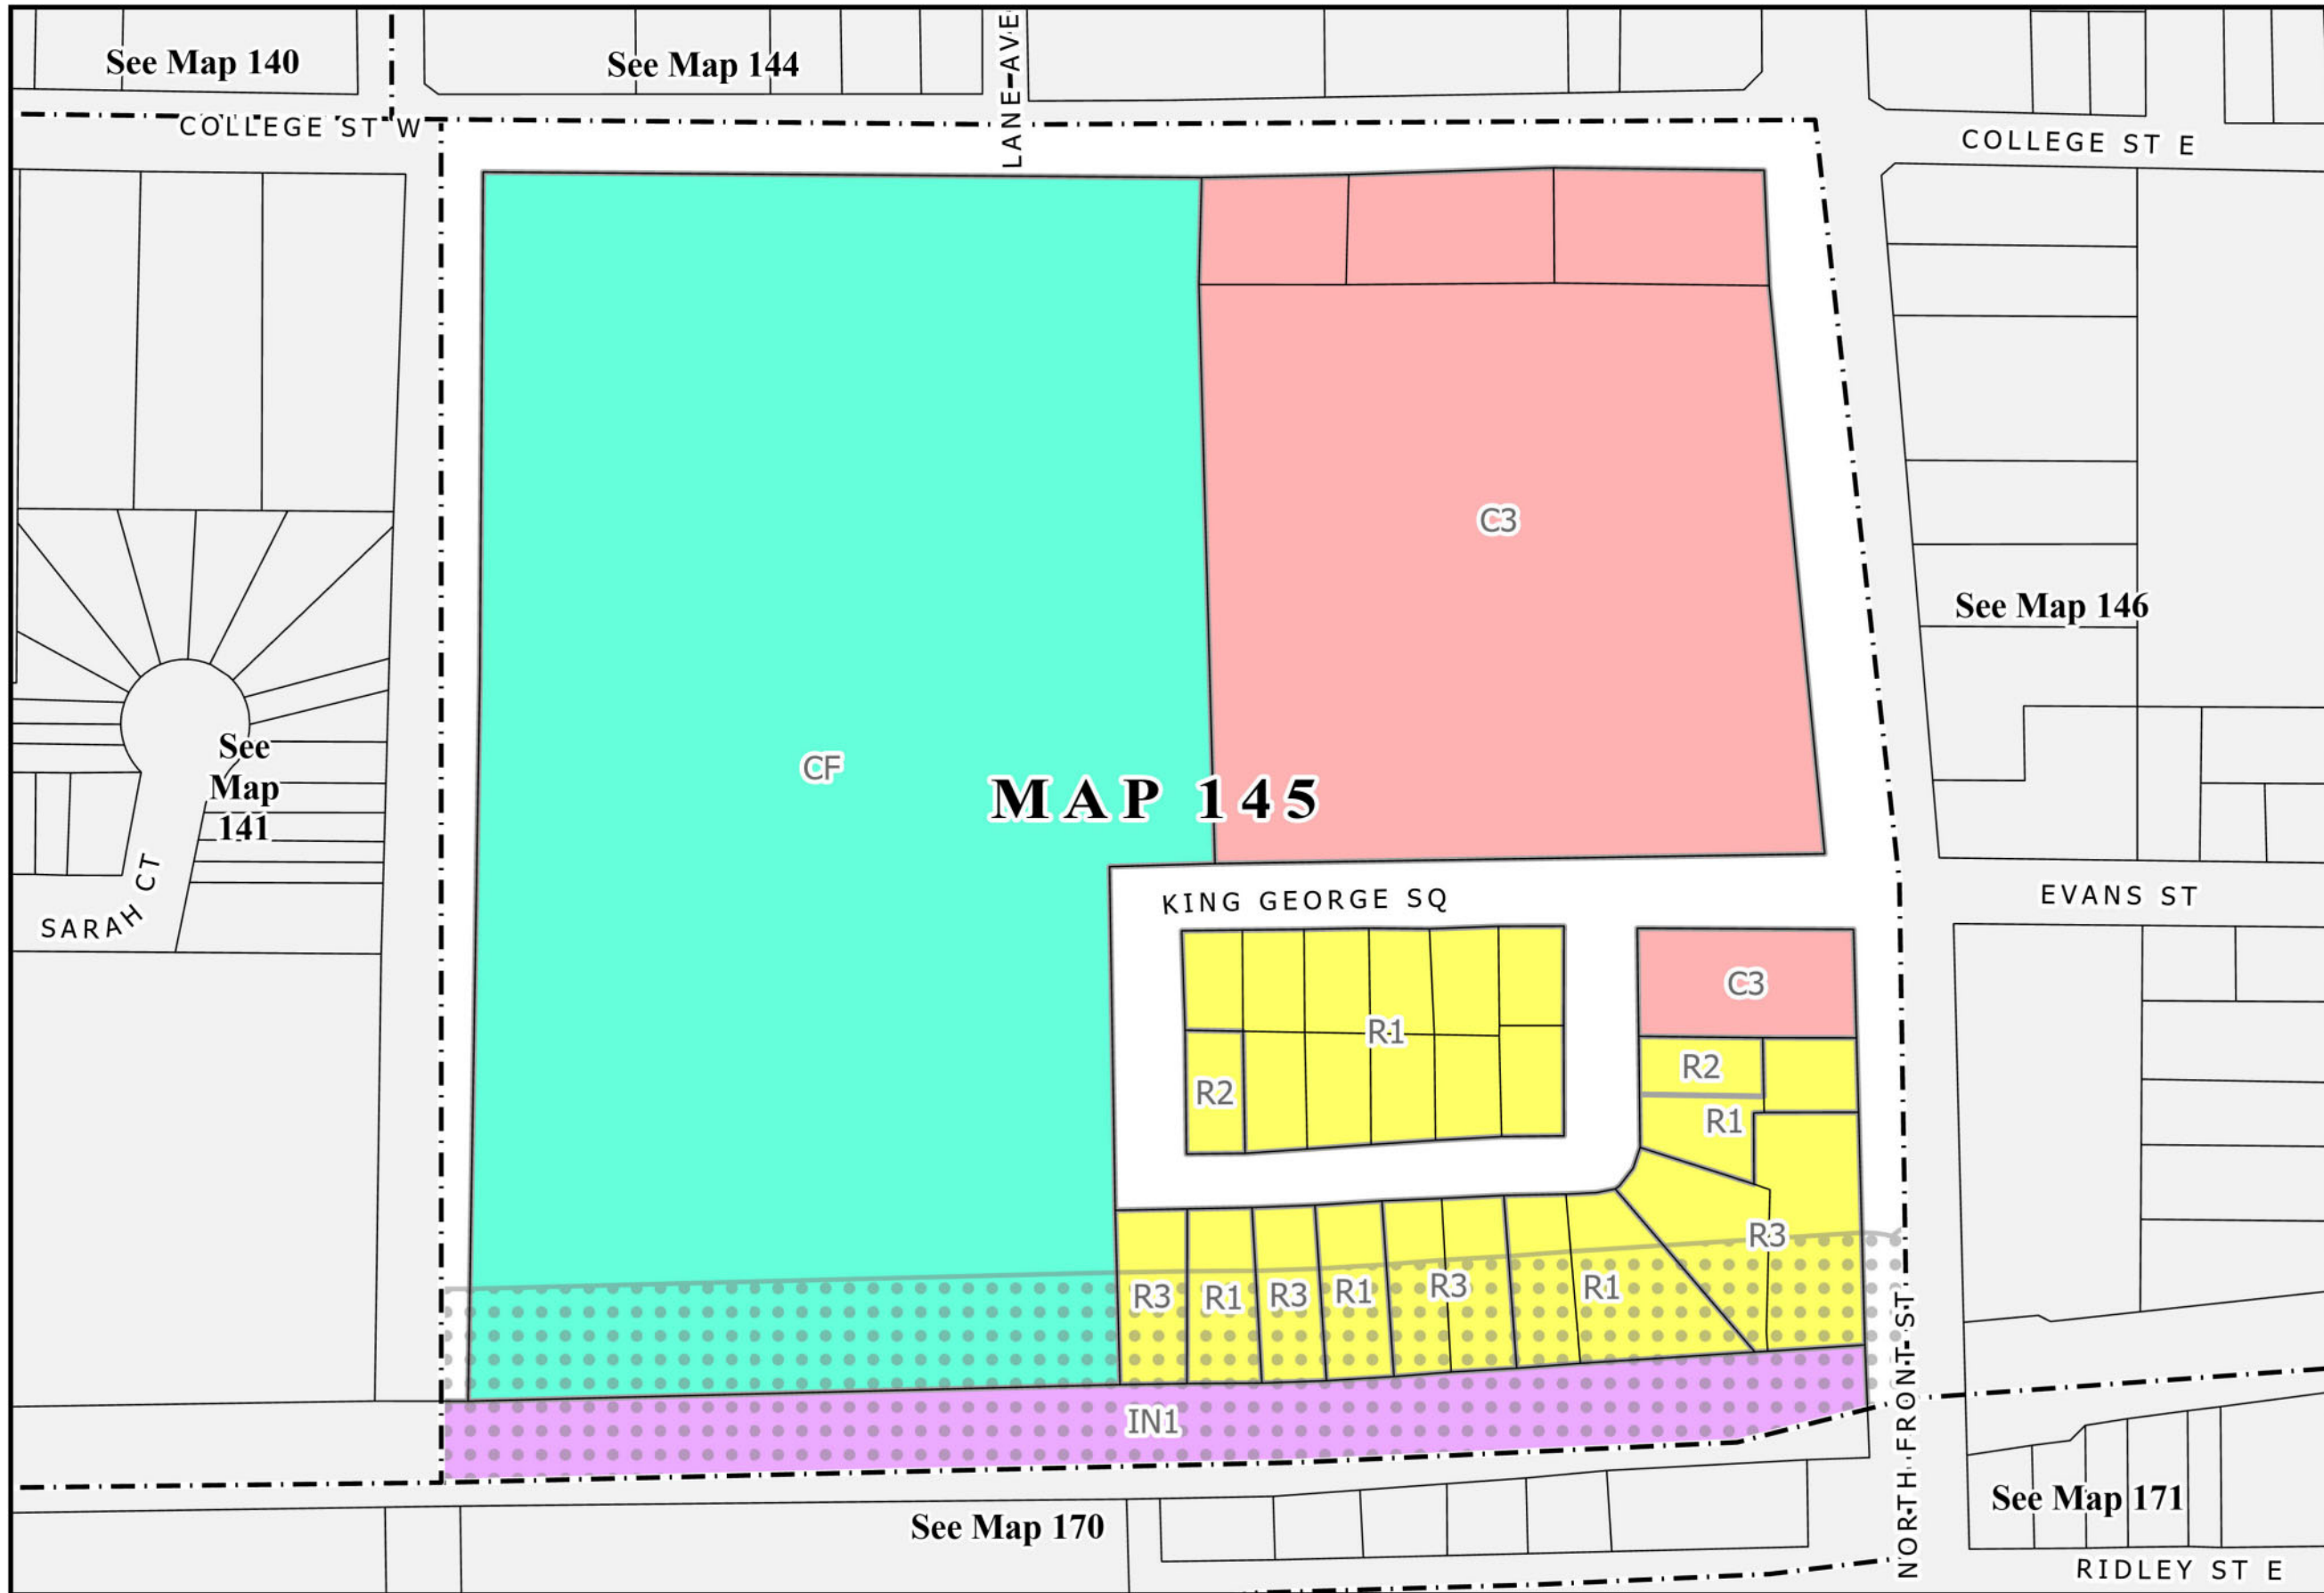 See Map 140
See Map 144
LANE AVE
COLLEGE ST W
COLLEGE ST E
C3
See Map 146
See
Map
141
CF
MAP 145
SARAH CT
KING GEORGE SQ
EVANS ST
C3
R1
R2
R2
R1
R3
R3
R1
R3
R1
R3
R1
IN1
NORTH FRONT ST
See Map 170
See Map 171
RIDLEY ST E